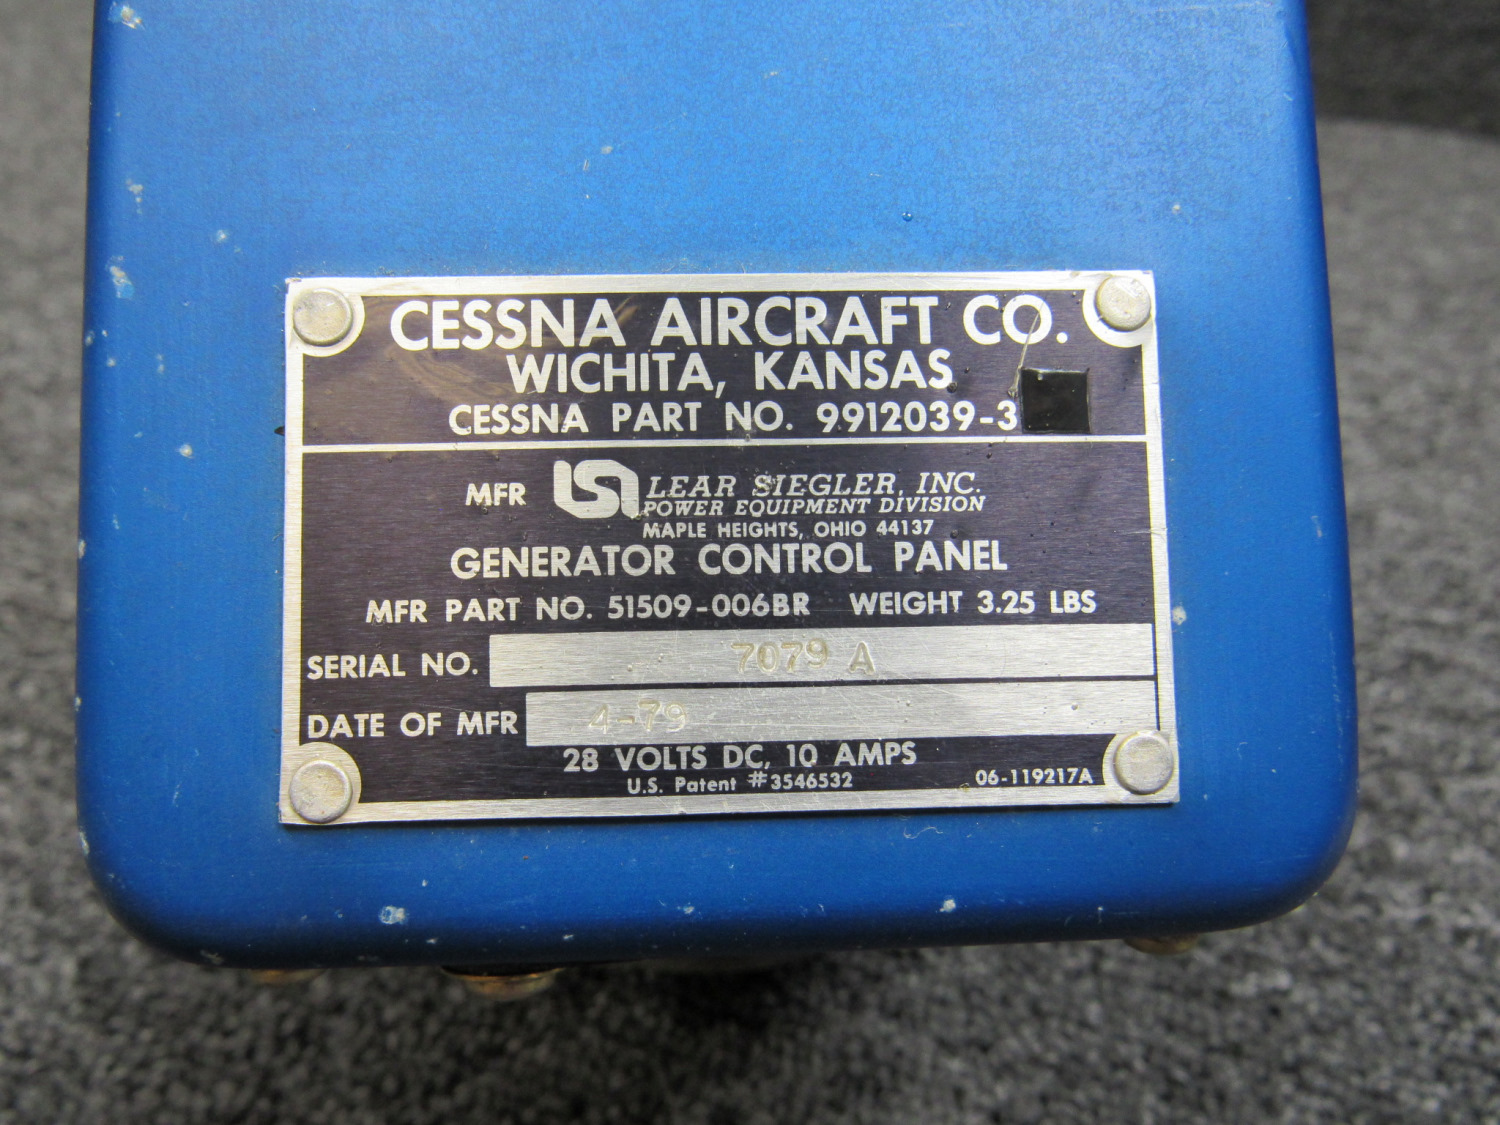 CESSNA AIRCRAFT CO.
WICHITA, KANSAS
CESSNA PART NO. 9912039-3
MFR LSI LEAR SIEGLER, INC.
POWER EQUIPMENT DIVISION
MAPLE HEIGHTS, OHIO 44137
GENERATOR CONTROL PANEL
MFR PART NO. 51509-006BR WEIGHT 3.25 LBS
SERIAL NO. 7079 A
DATE OF MFR 4-79
28 VOLTS DC, 10 AMPS
U.S. Patent #3546532 06-119217A